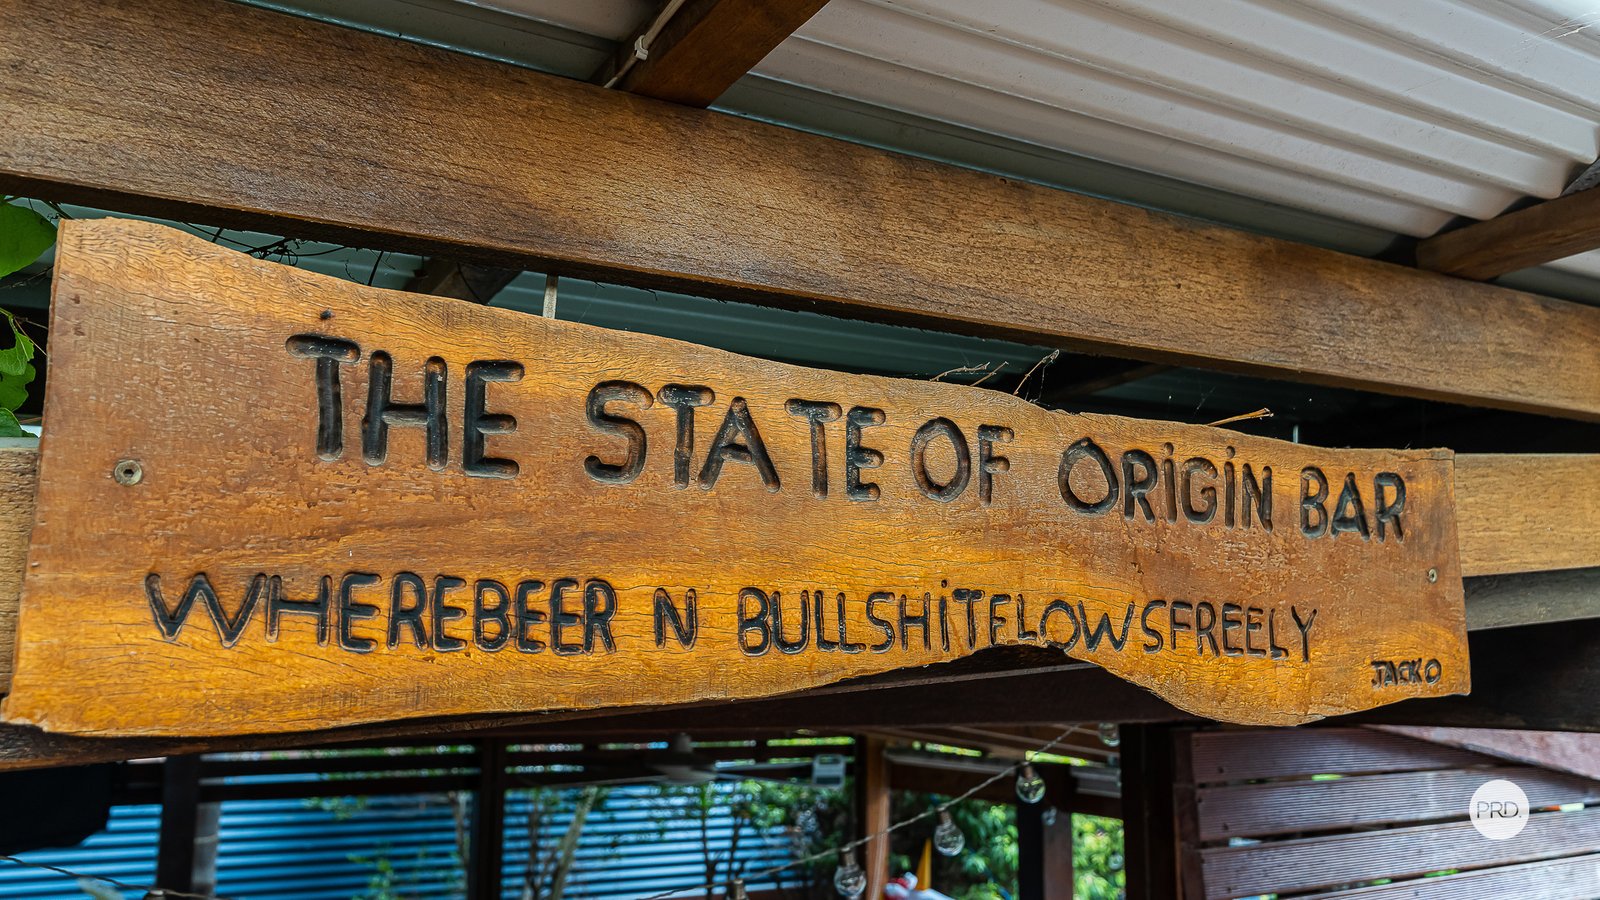 THE STATE OF ORiGiN BAR
WHEREBEER N BULLSHiTFLOWSFREELY
JACKO
PRD.